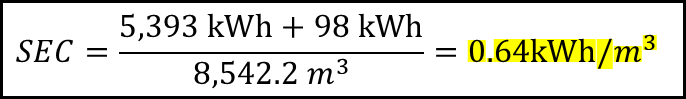 SEC = (5,393 kWh + 98 kWh) / (8,542.2 m³) = 0.64kWh/m³